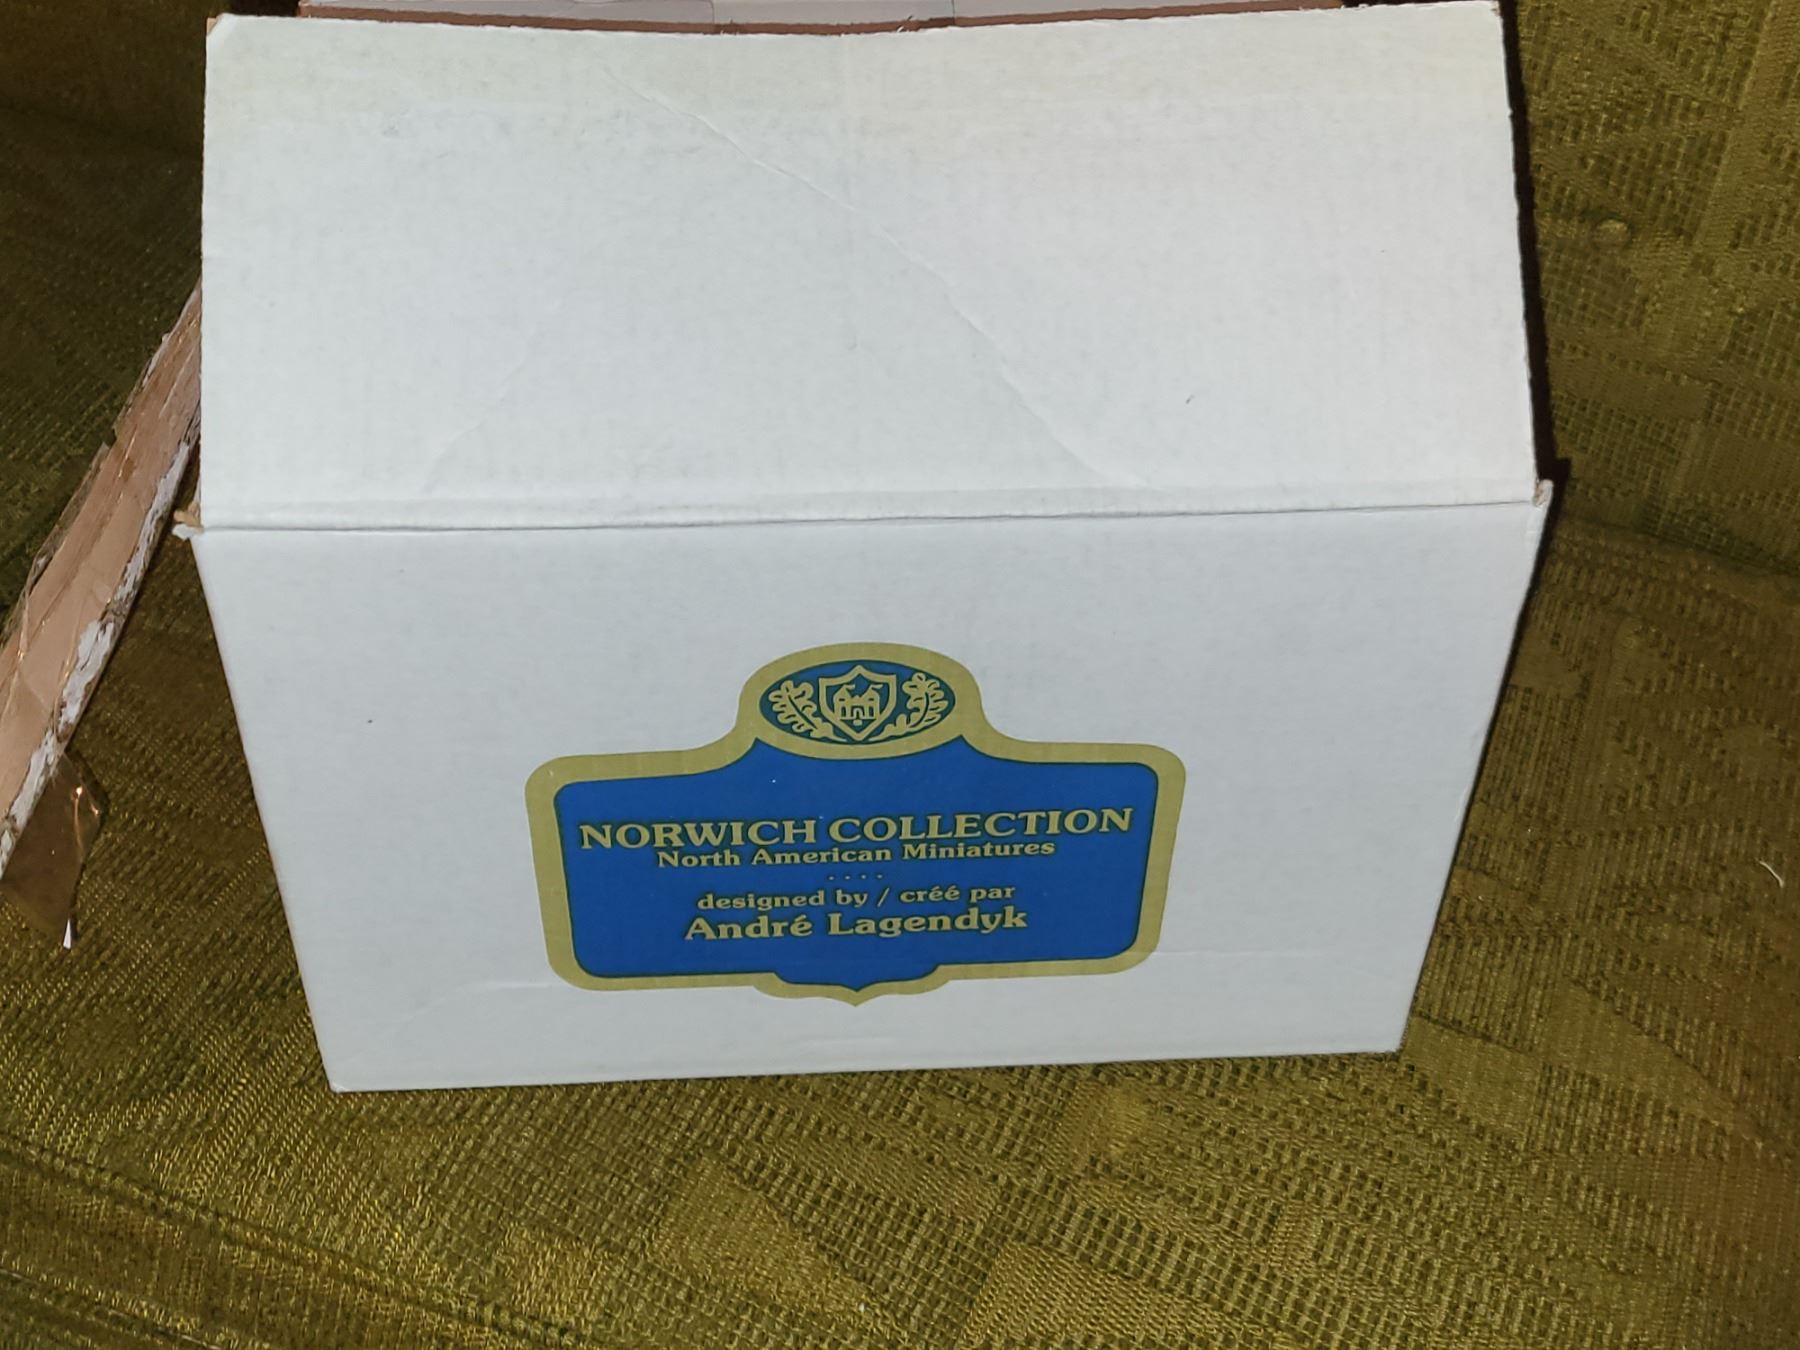 NORWICH COLLECTION
North American Miniatures
....
designed by / créé par
André Lagendyk